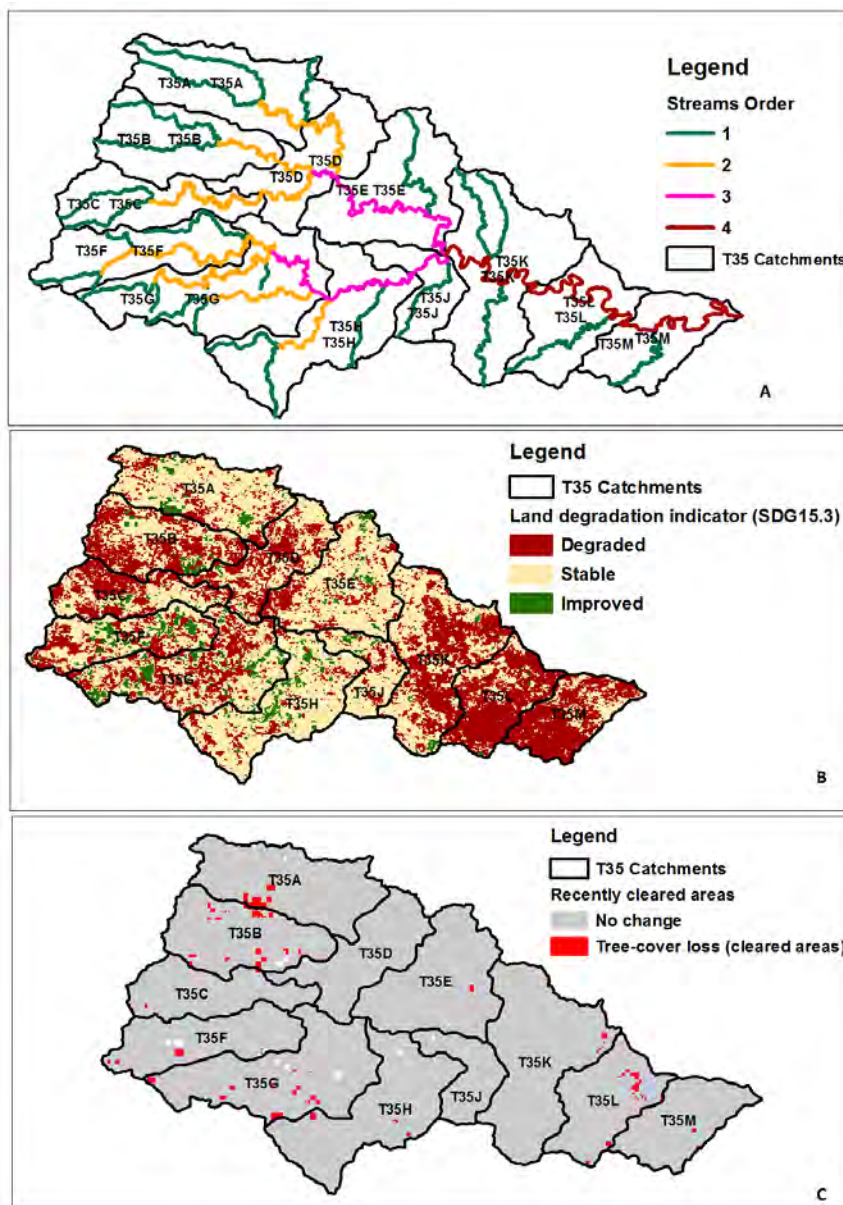 Legend
Streams Order
1
2
3
4
T35 Catchments
T35A T35A
T35B T35B
T35D
T35D
T35E T35E
T35C T35C
T35F T35F
T35G T35G
T35K
T35K
T35J
T35J
T35L
T35L
T35H
T35H
T35M T35M
A
Legend
T35 Catchments
Land degradation indicator (SDG15.3)
Degraded
Stable
Improved
T35A
T35B
T35D
T35E
T35C
T35F
T35K
T35G
T35J
T35L
T35H
T35M
B
Legend
T35 Catchments
Recently cleared areas
No change
Tree-cover loss (cleared areas)
T35A
T35B
T35D
T35E
T35C
T35F
T35K
T35G
T35J
T35L
T35H
T35M
C